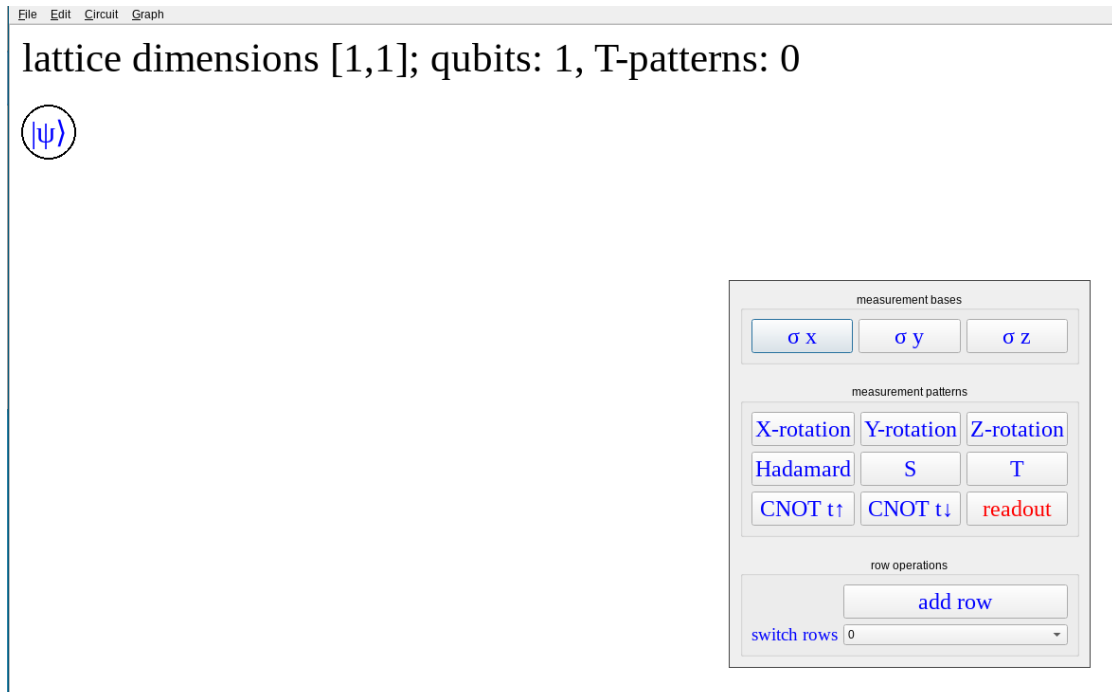 File Edit Circuit Graph
lattice dimensions [1,1]; qubits: 1, T-patterns: 0
|ψ⟩
measurement bases
σ x σ y σ z
measurement patterns
X-rotation Y-rotation Z-rotation
Hadamard S T
CNOT t↑ CNOT t↓ readout
row operations
add row
switch rows 0